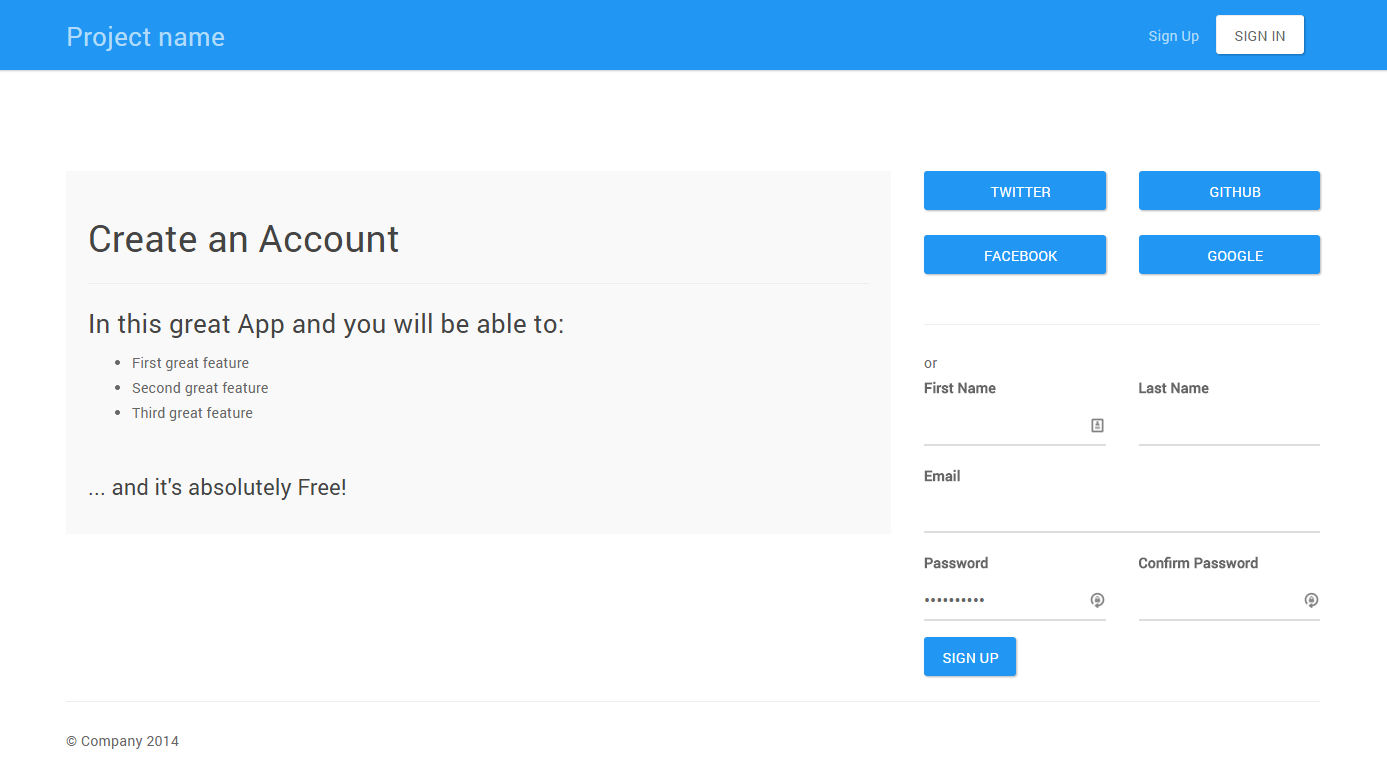 Project name
Sign Up
SIGN IN
Create an Account
In this great App and you will be able to:
• First great feature
• Second great feature
• Third great feature
... and it's absolutely Free!
TWITTER
GITHUB
FACEBOOK
GOOGLE
or
First Name
Last Name
Email
Password
Confirm Password
••••••••••
SIGN UP
© Company 2014